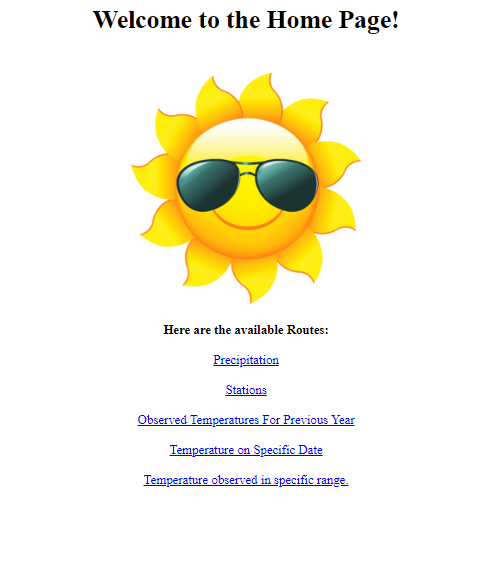 Welcome to the Home Page!
Here are the available Routes:
Precipitation
Stations
Observed Temperatures For Previous Year
Temperature on Specific Date
Temperature observed in specific range.